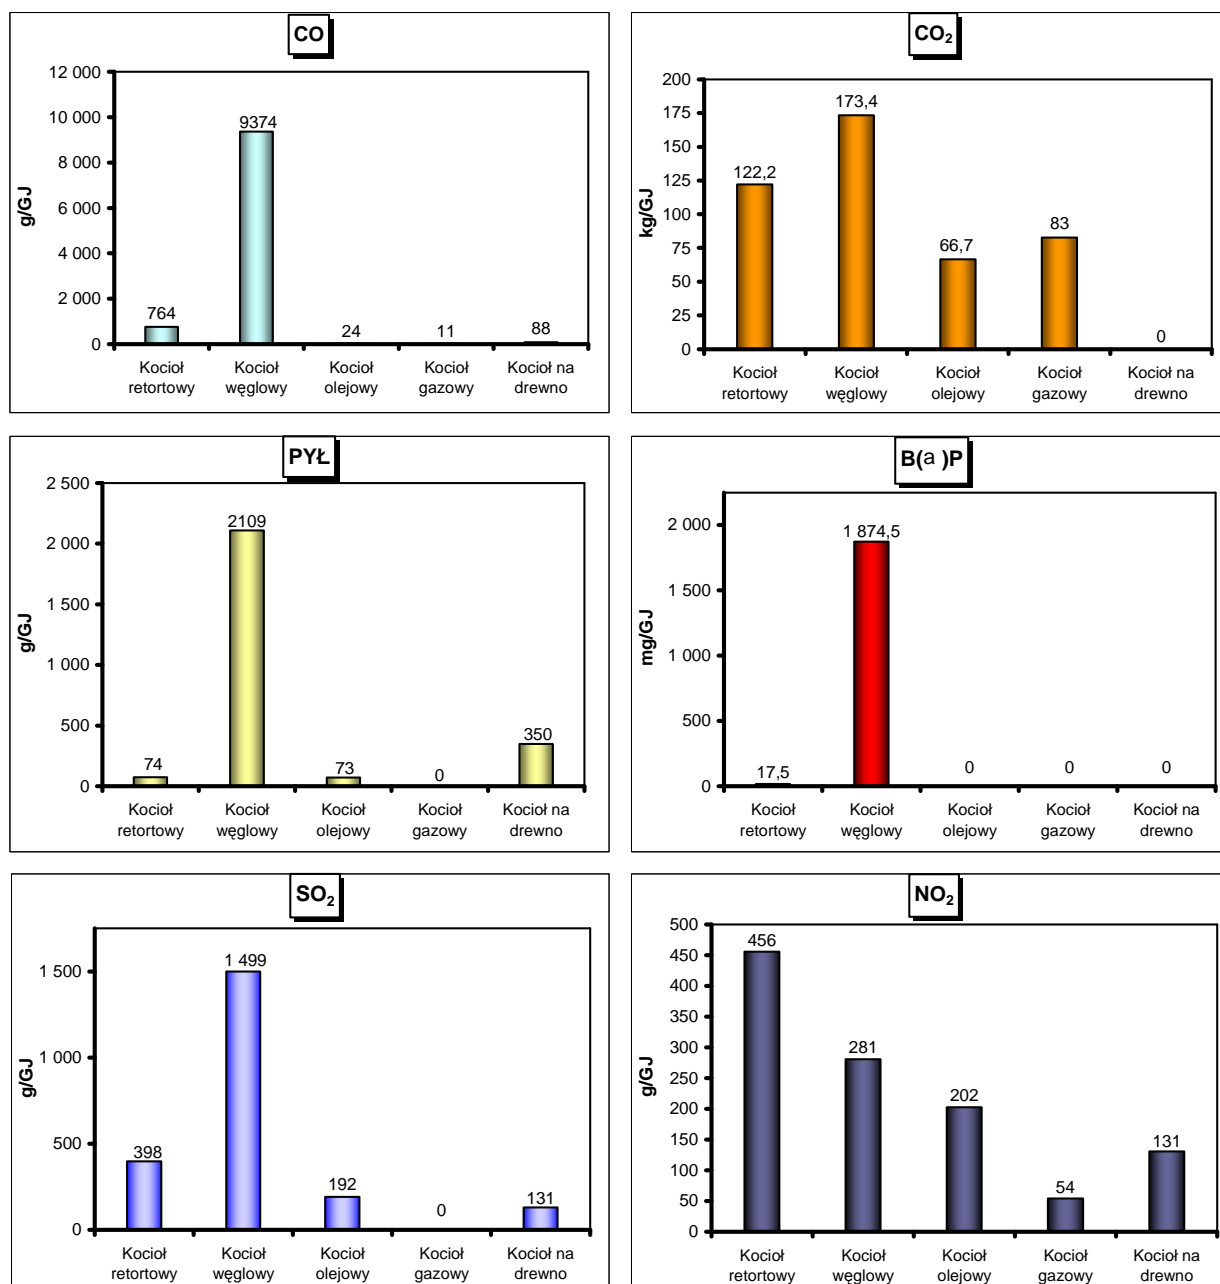 CO
12 000
10 000
8 000
6 000
4 000
2 000
0
g/GJ
764
9374
24
11
88
Kocioł retortowy
Kocioł węglowy
Kocioł olejowy
Kocioł gazowy
Kocioł na drewno
CO₂
200
175
150
125
100
75
50
25
0
kg/GJ
122,2
173,4
66,7
83
0
Kocioł retortowy
Kocioł węglowy
Kocioł olejowy
Kocioł gazowy
Kocioł na drewno
PYŁ
2 500
2 000
1 500
1 000
500
0
g/GJ
74
2109
73
0
350
Kocioł retortowy
Kocioł węglowy
Kocioł olejowy
Kocioł gazowy
Kocioł na drewno
B(a )P
2 000
1 500
1 000
500
0
mg/GJ
17,5
1 874,5
0
0
0
Kocioł retortowy
Kocioł węglowy
Kocioł olejowy
Kocioł gazowy
Kocioł na drewno
SO₂
1 500
1 000
500
0
g/GJ
398
1 499
192
0
131
Kocioł retortowy
Kocioł węglowy
Kocioł olejowy
Kocioł gazowy
Kocioł na drewno
NO₂
500
450
400
350
300
250
200
150
100
50
0
g/GJ
456
281
202
54
131
Kocioł retortowy
Kocioł węglowy
Kocioł olejowy
Kocioł gazowy
Kocioł na drewno